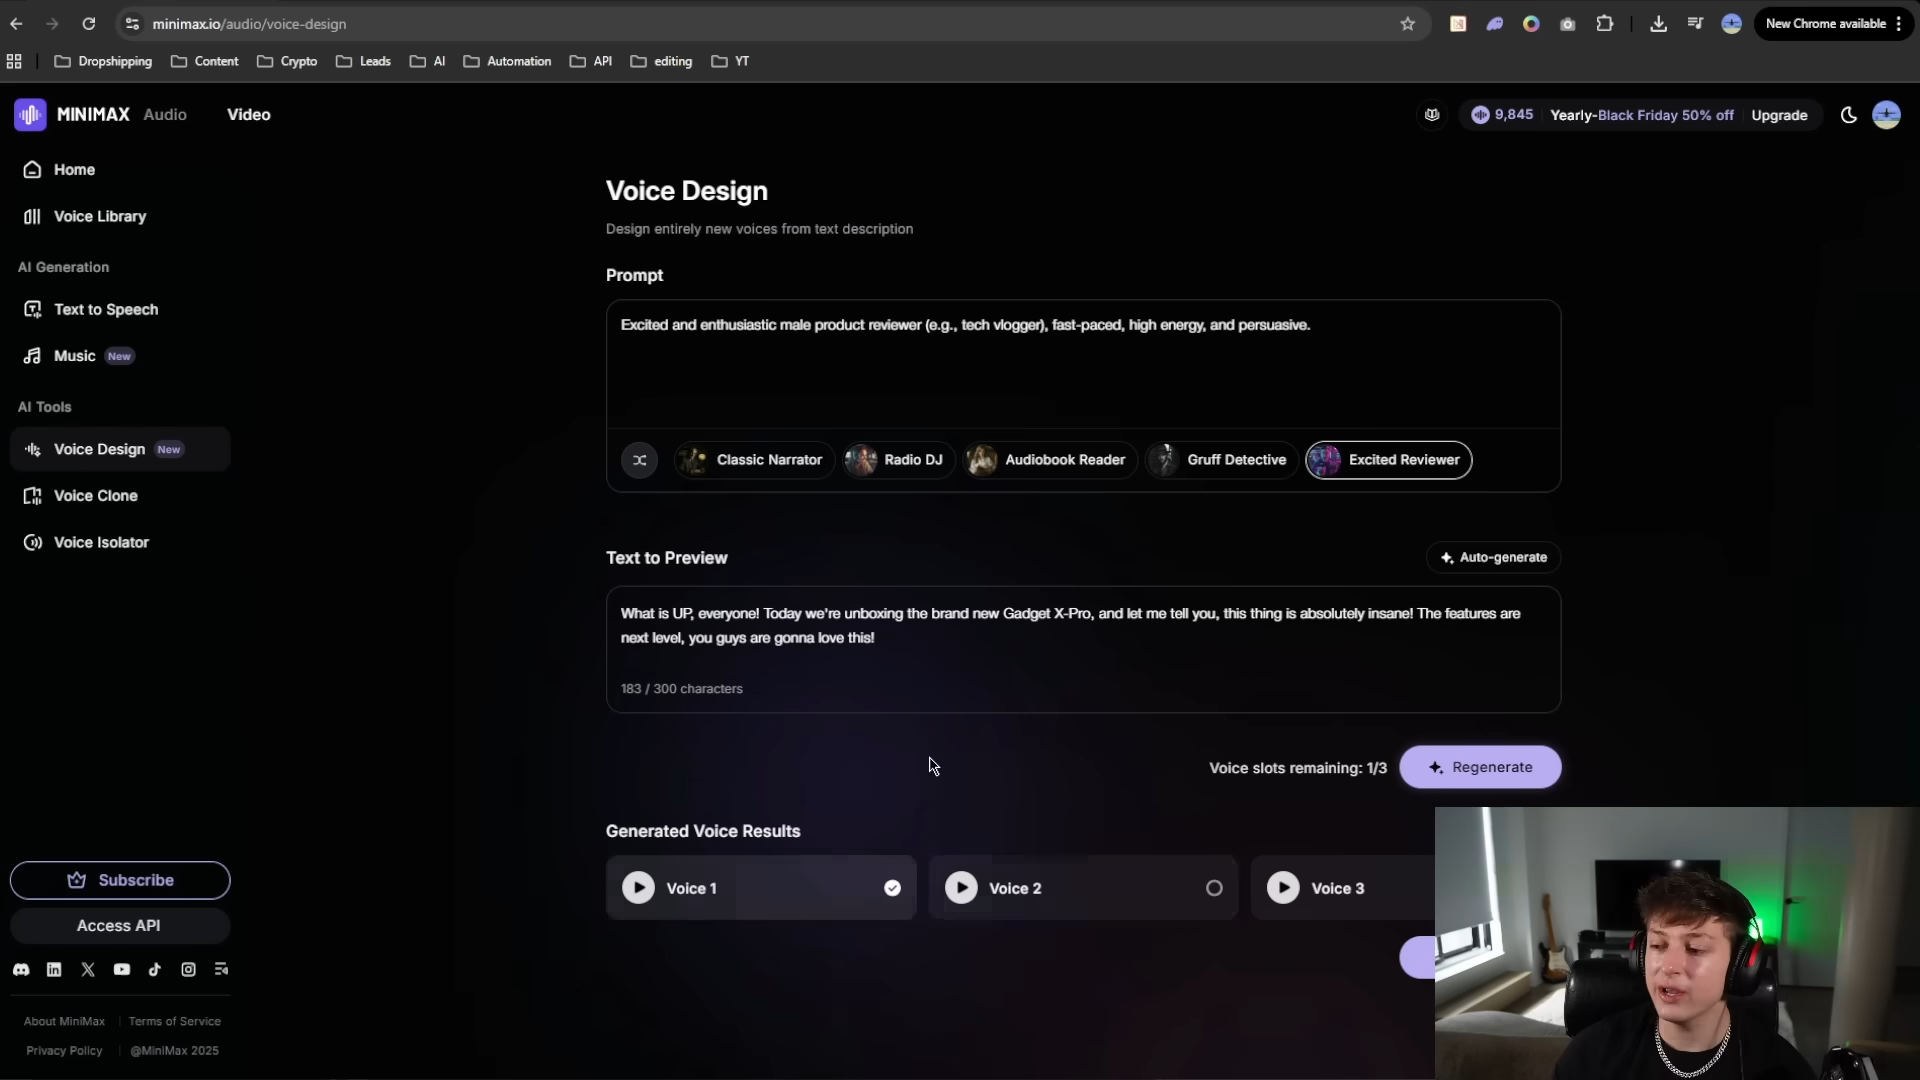 minimax.io/audio/voice-design
New Chrome available
Dropshipping
Content
Crypto
Leads
AI
Automation
API
editing
YT
MINIMAX Audio
Video
9,845
Yearly-Black Friday 50% off
Upgrade
Home
Voice Library
AI Generation
Text to Speech
Music New
AI Tools
Voice Design New
Voice Clone
Voice Isolator
Subscribe
Access API
About MiniMax
Terms of Service
Privacy Policy
@MiniMax 2025
Voice Design
Design entirely new voices from text description
Prompt
Excited and enthusiastic male product reviewer (e.g., tech vlogger), fast-paced, high energy, and persuasive.
Classic Narrator
Radio DJ
Audiobook Reader
Gruff Detective
Excited Reviewer
Text to Preview
Auto-generate
What is UP, everyone! Today we're unboxing the brand new Gadget X-Pro, and let me tell you, this thing is absolutely insane! The features are
next level, you guys are gonna love this!
183 / 300 characters
Voice slots remaining: 1/3
Regenerate
Generated Voice Results
Voice 1
Voice 2
Voice 3